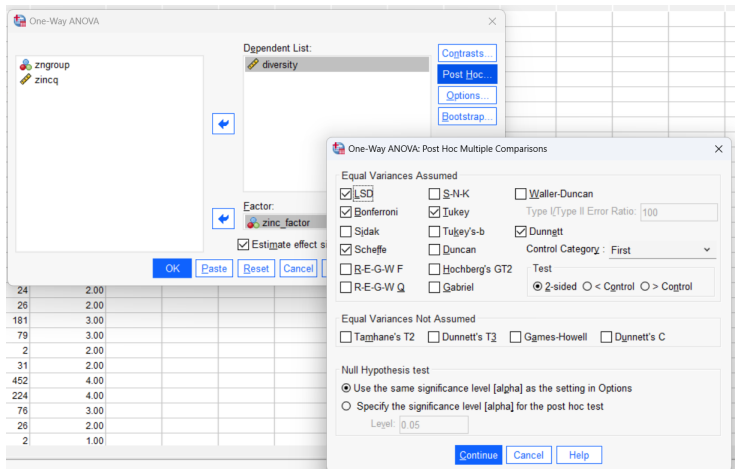 One-Way ANOVA
Dependent List:
zngroup
zincq
diversity
Contrasts...
Post Hoc...
Options...
Bootstrap...
Factor:
zinc_factor
Estimate effect s
OK Paste Reset Cancel
One-Way ANOVA: Post Hoc Multiple Comparisons
Equal Variances Assumed
LSD S-N-K Waller-Duncan
Bonferroni Tukey Type I/Type II Error Ratio: 100
Sidak Tukey's-b Dunnett
Scheffe Duncan Control Category : First
R-E-G-W F Hochberg's GT2 Test
R-E-G-W Q Gabriel 2-sided < Control > Control
Equal Variances Not Assumed
Tamhane's T2 Dunnett's T3 Games-Howell Dunnett's C
Null Hypothesis test
Use the same significance level [alpha] as the setting in Options
Specify the significance level [alpha] for the post hoc test
Level: 0.05
Continue Cancel Help
24 2.00
26 2.00
181 3.00
79 3.00
2 2.00
31 2.00
452 4.00
224 4.00
76 3.00
26 2.00
2 1.00